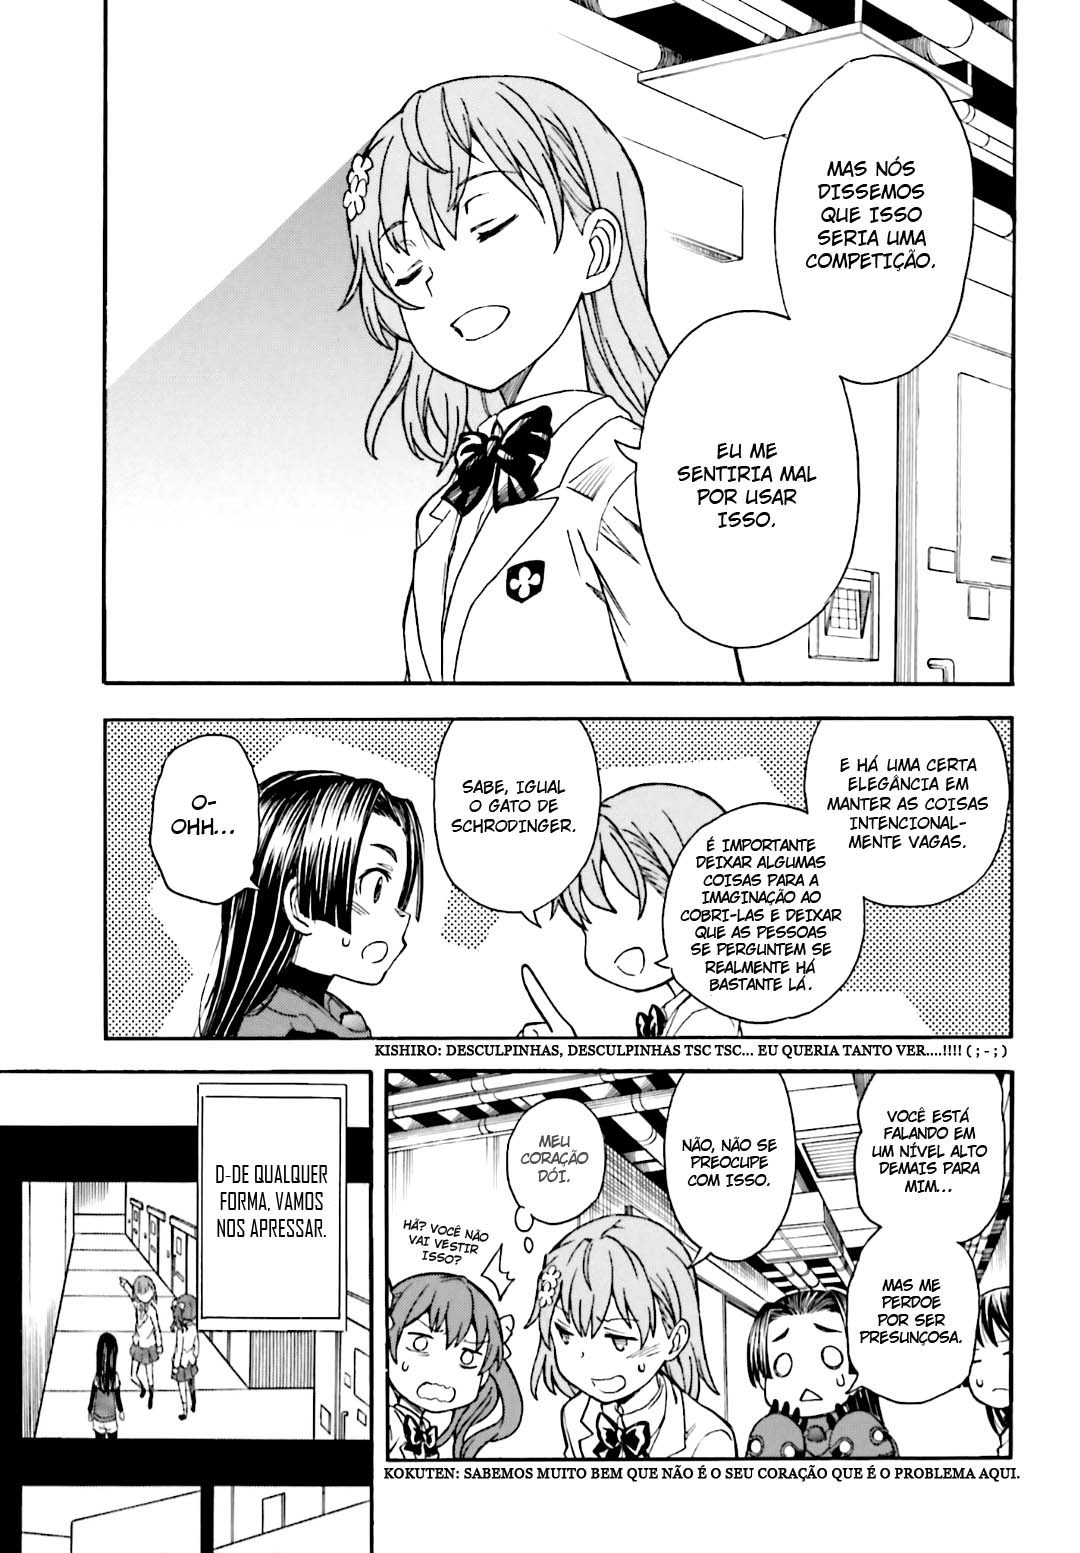 MAS NÓS
DISSEMOS
QUE ISSO
SERIA UMA
COMPETIÇÃO.
EU ME
SENTIRIA MAL
POR USAR
ISSO.
E HÁ UMA CERTA
ELEGÂNCIA EM
MANTER AS COISAS
INTENCIONAL-
MENTE VAGAS.
É IMPORTANTE
DEIXAR ALGUMAS
COISAS PARA A
IMAGINAÇÃO AO
COBRI-LAS E DEIXAR
QUE AS PESSOAS
SE PERGUNTEM SE
REALMENTE HÁ
BASTANTE LÁ.
SABE, IGUAL
O GATO DE
SCHRODINGER.
O-
OHH...
KISHIRO: DESCULPINHAS, DESCULPINHAS TSC TSC... EU QUERIA TANTO VER....!!!! ( ; - ; )
VOCÊ ESTÁ
FALANDO EM
UM NÍVEL ALTO
DEMAIS PARA
MIM...
MAS ME
PERDOE
POR SER
PRESUNÇOSA.
NÃO, NÃO SE
PREOCUPE
COM ISSO.
MEU
CORAÇÃO
DÓI.
HÃ? VOCÊ NÃO
VAI VESTIR
ISSO?
KOKUTEN: SABEMOS MUITO BEM QUE NÃO É O SEU CORAÇÃO QUE É O PROBLEMA AQUI.
D-DE QUALQUER
FORMA, VAMOS
NOS APRESSAR.